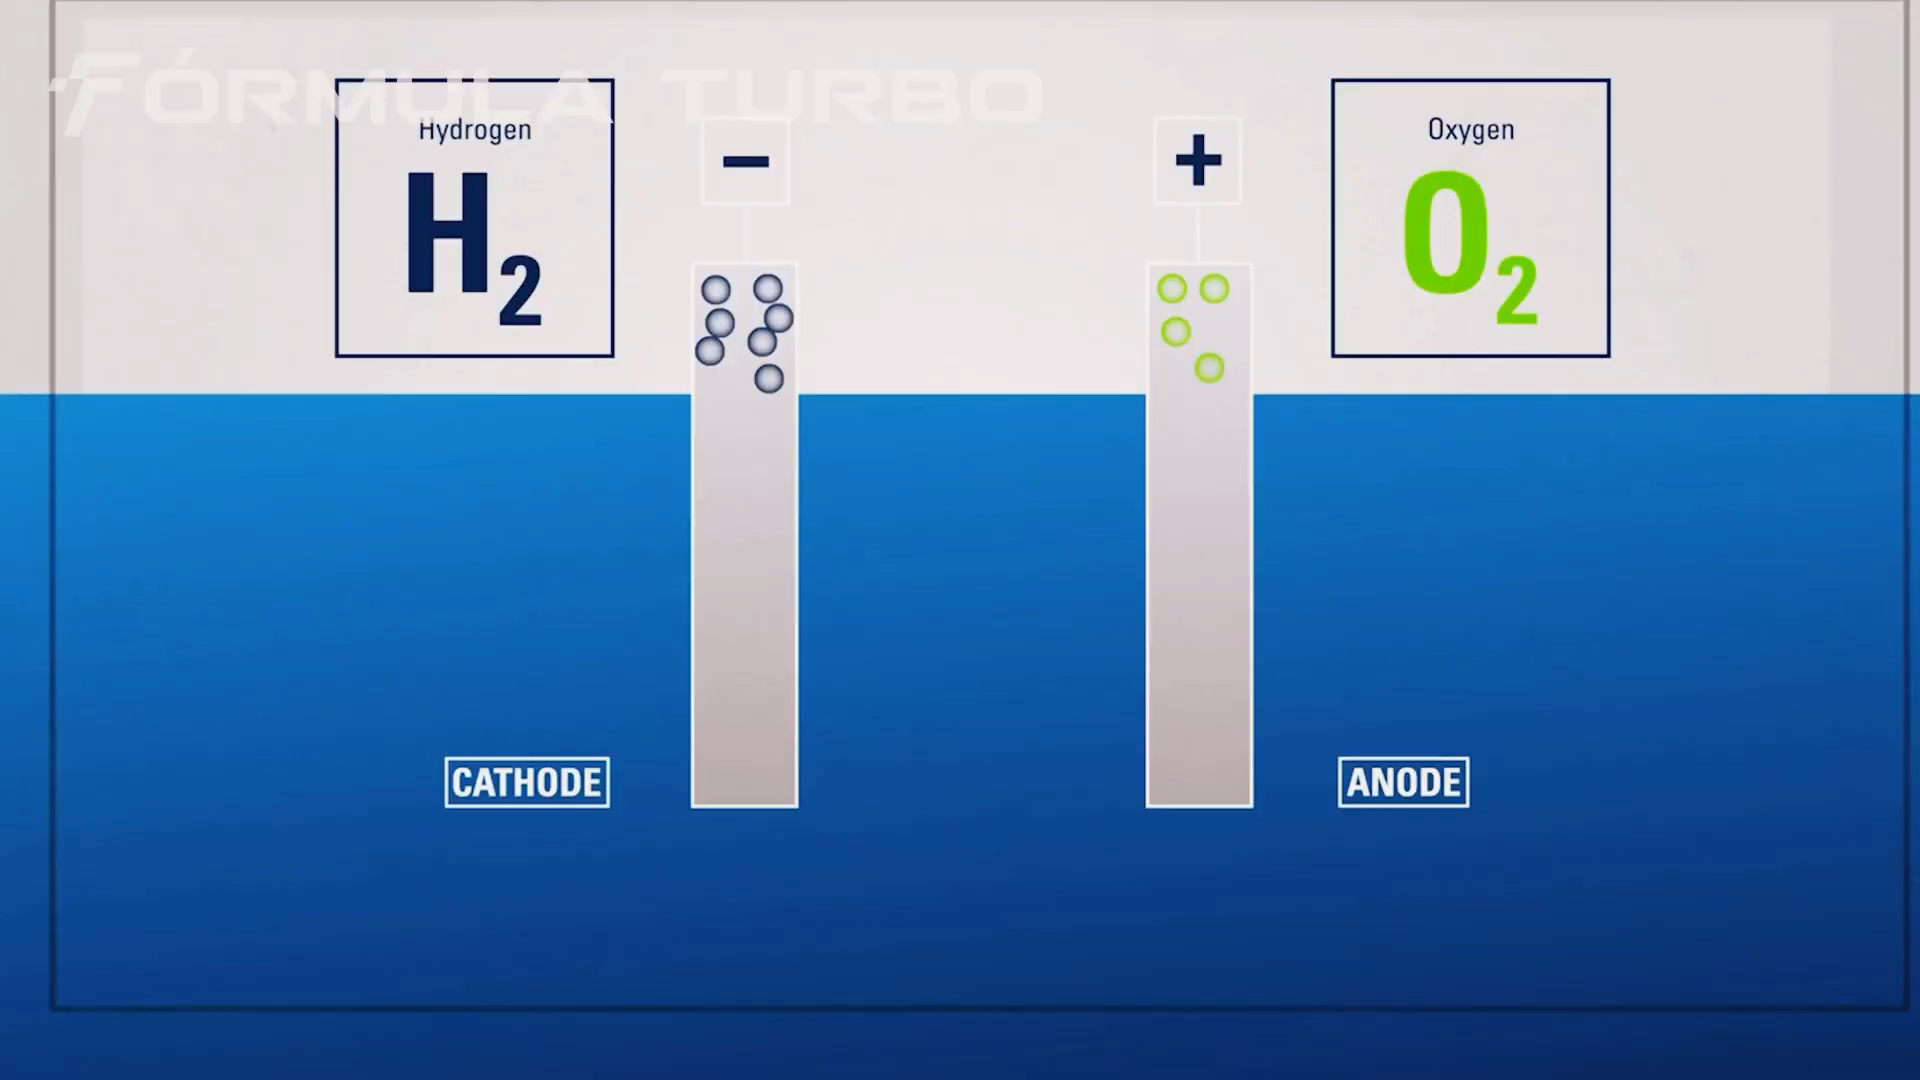 FÓRMULA TURBO
Hydrogen
H2
−
+
Oxygen
O2
CATHODE
ANODE